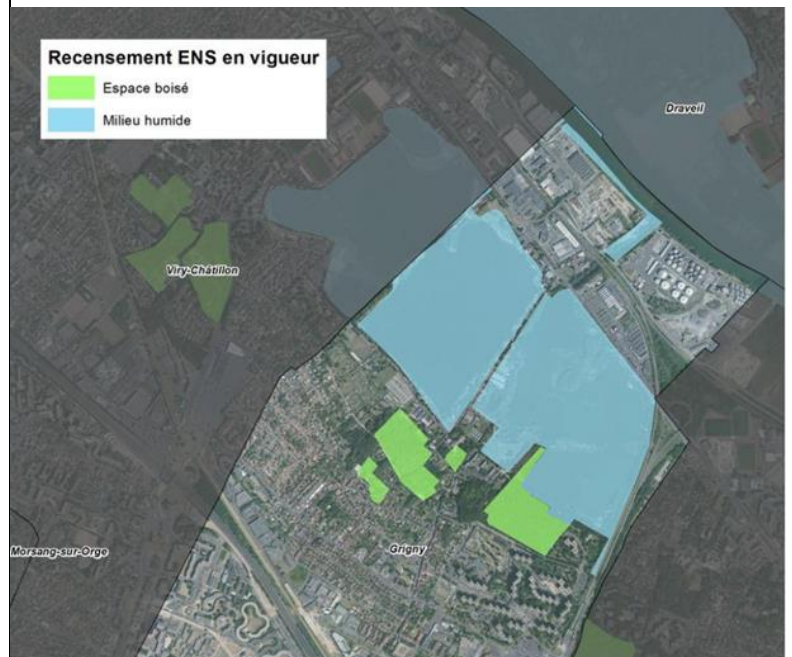 Recensement ENS en vigueur
Espace boisé
Milieu humide
Draveil
Viry-Châtillon
Morsang-sur-Orge
Grigny